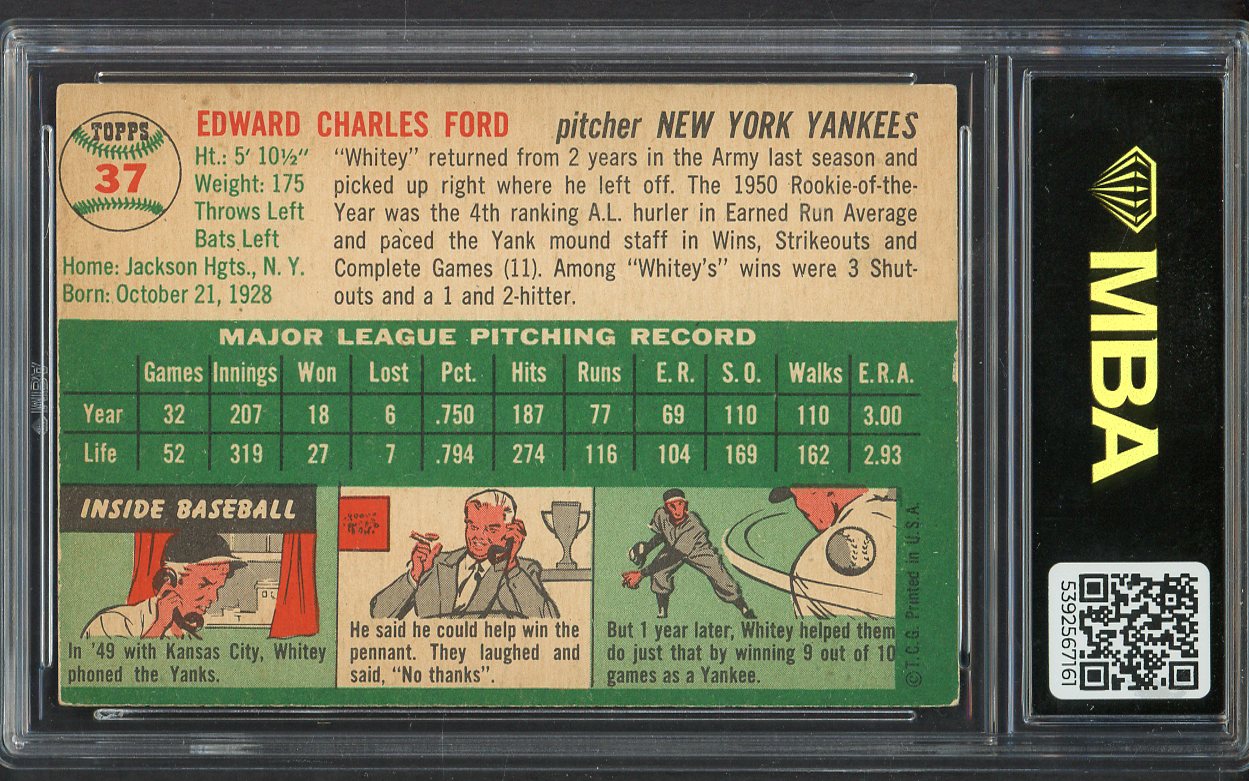 TOPPS
37
EDWARD CHARLES FORD pitcher NEW YORK YANKEES
Ht.: 5' 10½"
Weight: 175
Throws Left
Bats Left
Home: Jackson Hgts., N. Y.
Born: October 21, 1928
"Whitey" returned from 2 years in the Army last season and
picked up right where he left off. The 1950 Rookie-of-the-
Year was the 4th ranking A.L. hurler in Earned Run Average
and paced the Yank mound staff in Wins, Strikeouts and
Complete Games (11). Among "Whitey's" wins were 3 Shut-
outs and a 1 and 2-hitter.
MAJOR LEAGUE PITCHING RECORD
Games Innings Won Lost Pct. Hits Runs E. R. S. O. Walks E.R.A.
Year 32 207 18 6 .750 187 77 69 110 110 3.00
Life 52 319 27 7 .794 274 116 104 169 162 2.93
INSIDE BASEBALL
In '49 with Kansas City, Whitey
phoned the Yanks.
He said he could help win the
pennant. They laughed and
said, "No thanks".
But 1 year later, Whitey helped them
do just that by winning 9 out of 10
games as a Yankee.
© T. C. G. Printed in U. S. A.
MBA
MBA
5392567161